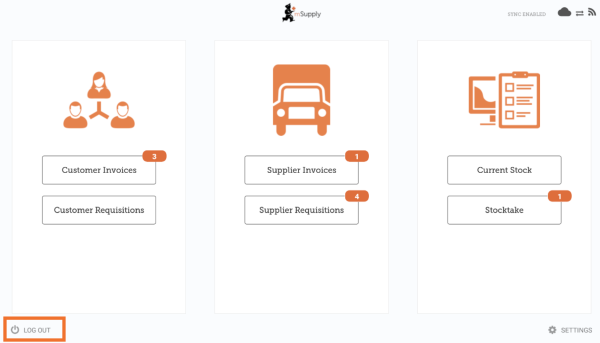 mSupply
SYNC ENABLED
3
Customer Invoices
Customer Requisitions
1
Supplier Invoices
4
Supplier Requisitions
Current Stock
1
Stocktake
LOG OUT
SETTINGS